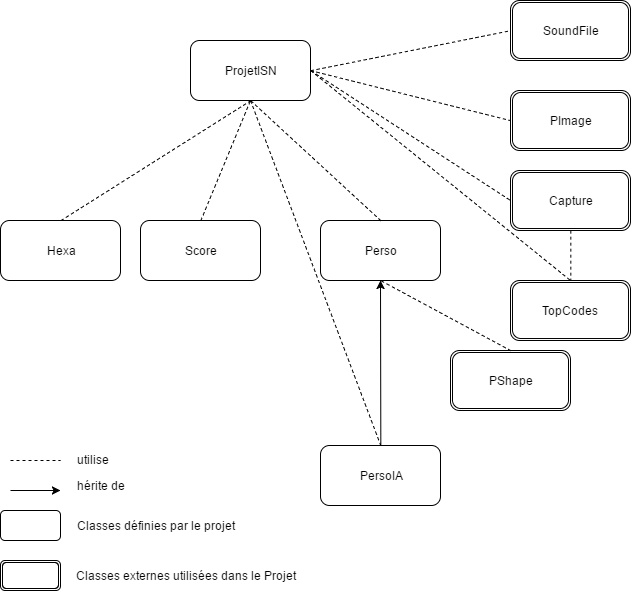 SoundFile
ProjetISN
PImage
Capture
Hexa
Score
Perso
TopCodes
PShape
PersoIA
utilise
hérite de
Classes définies par le projet
Classes externes utilisées dans le Projet